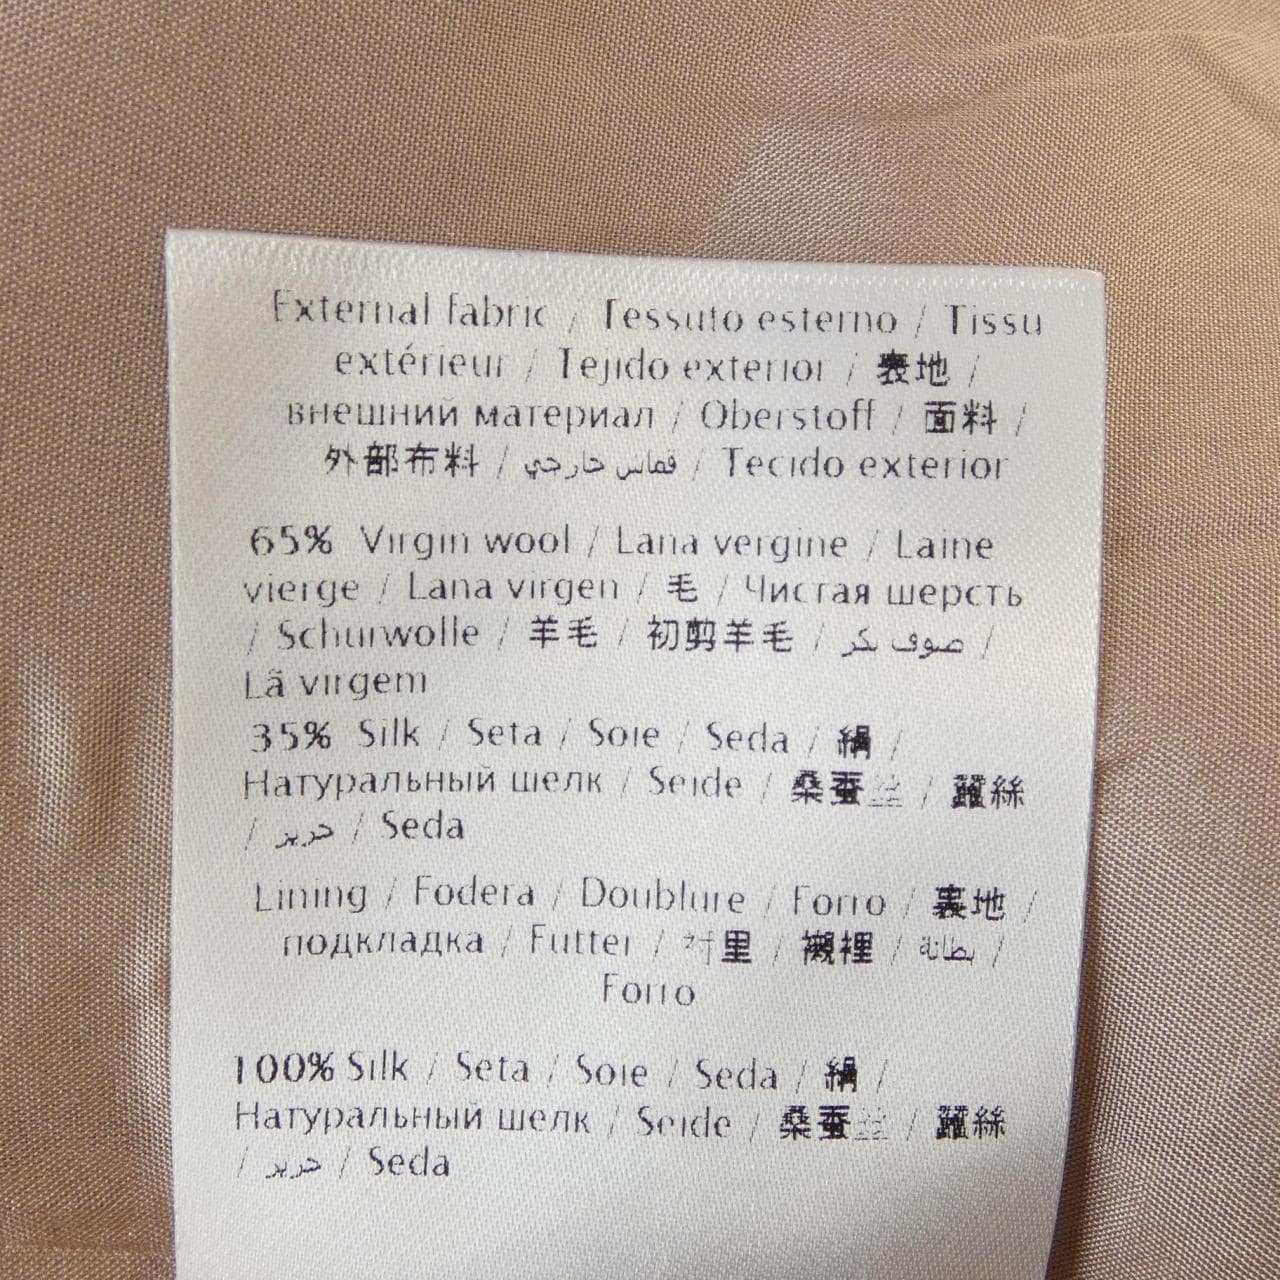 External fabric / Tessuto esterno / Tissu
extérieur / Tejido exterior / 表地 /
внешний материал / Oberstoff / 面料 /
外部布料 / قماش خارجي / Tecido exterior
65% Virgin wool / Lana vergine / Laine
vierge / Lana virgen / 毛 / Чистая шерсть
/ Schurwolle / 羊毛 / 初剪羊毛 / صوف بكر /
Lã virgem
35% Silk / Seta / Soie / Seda / 絹 /
Натуральный шелк / Seide / 桑蚕丝 / 蠶絲
/ حرير / Seda
Lining / Fodera / Doublure / Forro / 裏地 /
подкладка / Futter / 衬里 / 襯裡 / بطانة /
Forro
100% Silk / Seta / Soie / Seda / 絹 /
Натуральный шелк / Seide / 桑蚕丝 / 蠶絲
/ حرير / Seda